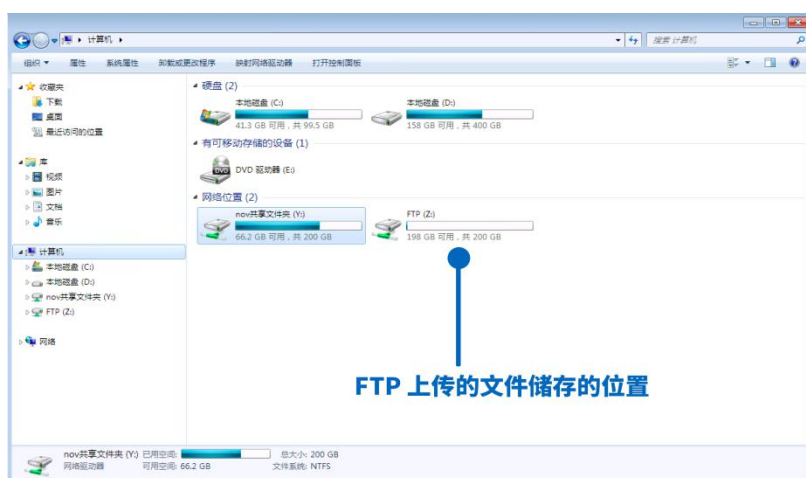 计算机
搜索 计算机
组织 属性 系统属性 卸载或更改程序 映射网络驱动器 打开控制面板
收藏夹
下载
桌面
最近访问的位置
库
视频
图片
文档
音乐
计算机
本地磁盘 (C:)
本地磁盘 (D:)
nov共享文件夹 (Y:)
FTP (Z:)
网络
硬盘 (2)
本地磁盘 (C:)
41.3 GB 可用，共 99.5 GB
本地磁盘 (D:)
158 GB 可用，共 400 GB
有可移动存储的设备 (1)
DVD 驱动器 (E:)
DVD
网络位置 (2)
nov共享文件夹 (Y:)
66.2 GB 可用，共 200 GB
FTP (Z:)
198 GB 可用，共 200 GB
FTP 上传的文件储存的位置
nov共享文件夹 (Y:) 已用空间: 总大小: 200 GB
网络驱动器 可用空间: 66.2 GB 文件系统: NTFS